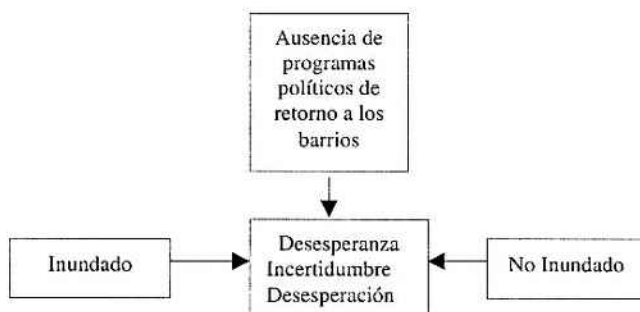 Ausencia de
programas
políticos de
retorno a los
barrios
Inundado
Desesperanza
Incertidumbre
Desesperación
No Inundado